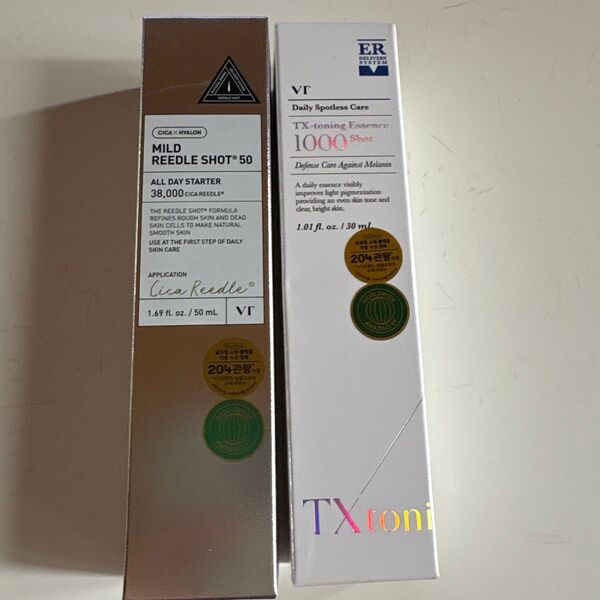 REEDLE SHOT
CICA × HYALON
MILD
REEDLE SHOT® 50
ALL DAY STARTER
38,000 CICA REEDLE®
THE REEDLE SHOT® FORMULA
REFINES ROUGH SKIN AND DEAD
SKIN CELLS TO MAKE NATURAL
SMOOTH SKIN
USE AT THE FIRST STEP OF DAILY
SKIN CARE
APPLICATION
Cica Reedle®
1.69 fl. oz. / 50 mL
VT
204관왕
ER
DELIVERY
SYSTEM
VT
Daily Spotless Care
TX-toning Essence
1000 Shot
Defense Care Against Melanin
A daily essence visibly
improves light pigmentation
providing an even skin tone and
clear, bright skin.
1.01 fl. oz. / 30 mL
204관왕
TXtoni